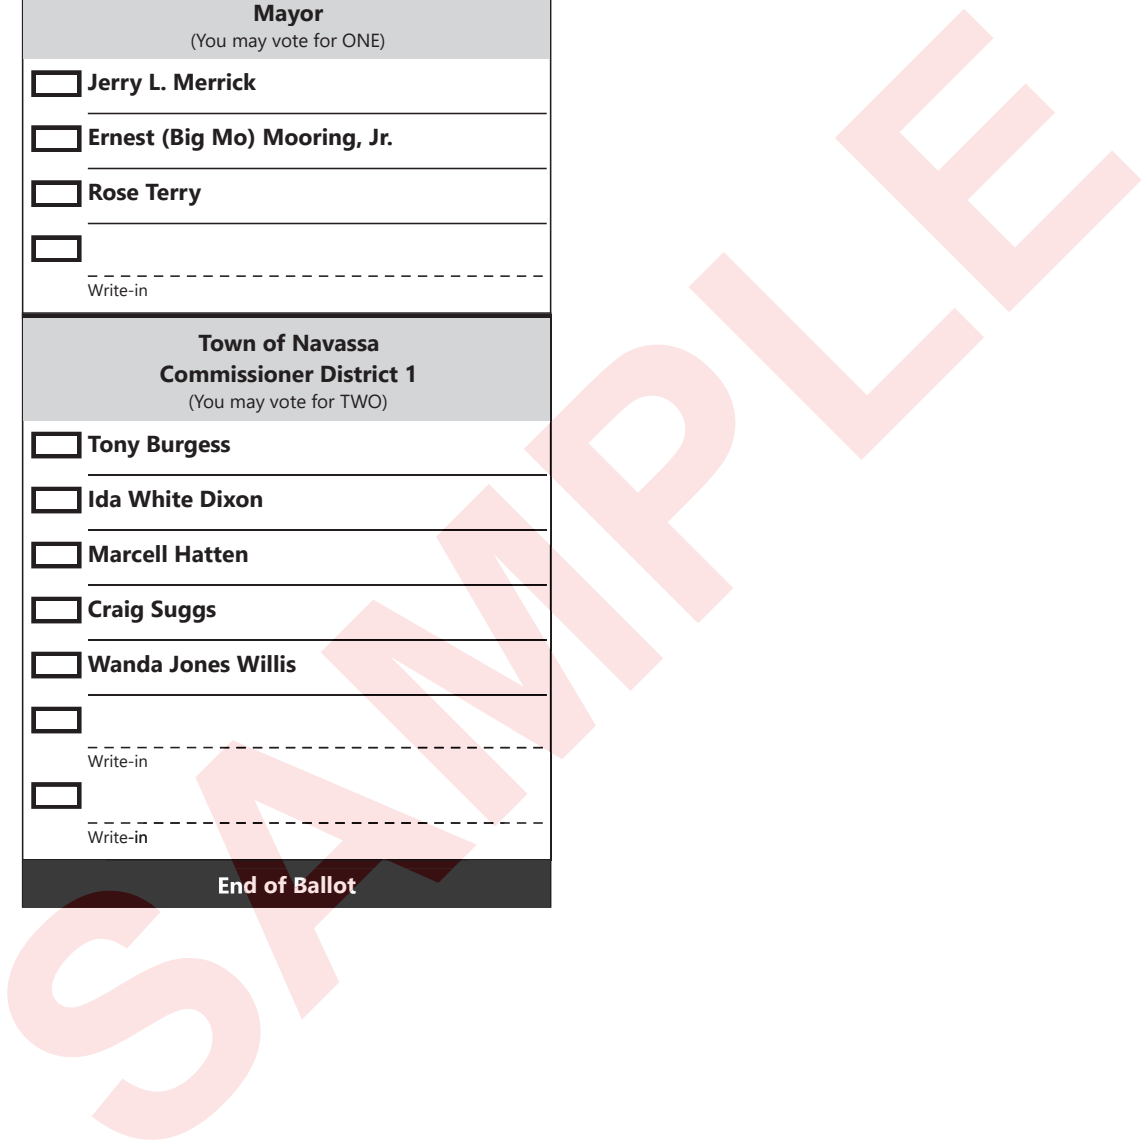 Mayor
(You may vote for ONE)
Jerry L. Merrick
Ernest (Big Mo) Mooring, Jr.
Rose Terry
Write-in
Town of Navassa
Commissioner District 1
(You may vote for TWO)
Tony Burgess
Ida White Dixon
Marcell Hatten
Craig Suggs
Wanda Jones Willis
Write-in
Write-in
End of Ballot
SAMPLE